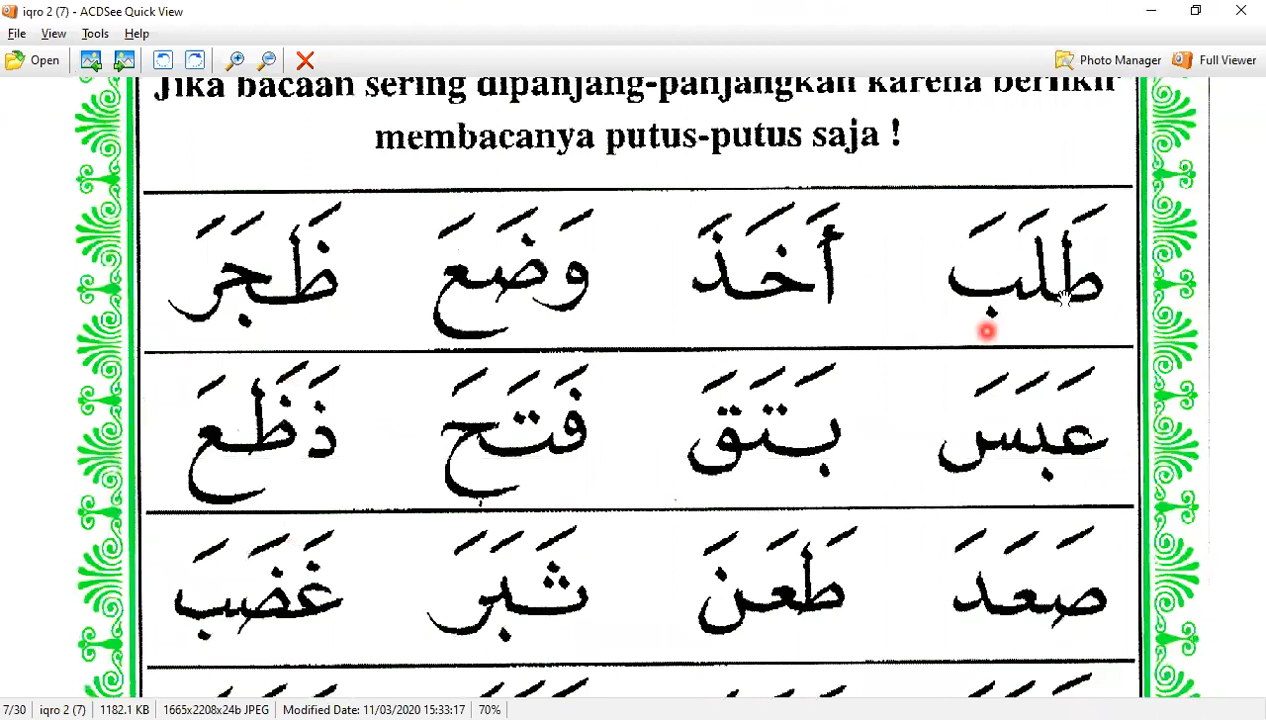 iqro 2 (7) - ACDSee Quick View
File View Tools Help
Open Photo Manager Full Viewer
Jika bacaan sering dipanjang-panjangkan karena berfikir
membacanya putus-putus saja !
طَلَبَ أَخَذَ وَضَعَ ظَجَرَ
عَبَسَ بَتَقَ فَتَحَ ذَظَعَ
صَعَدَ طَعَنَ ثَبَرَ غَضَبَ
7/30 iqro 2 (7) 1182.1 KB 1665x2208x24b JPEG Modified Date: 11/03/2020 15:33:17 70%